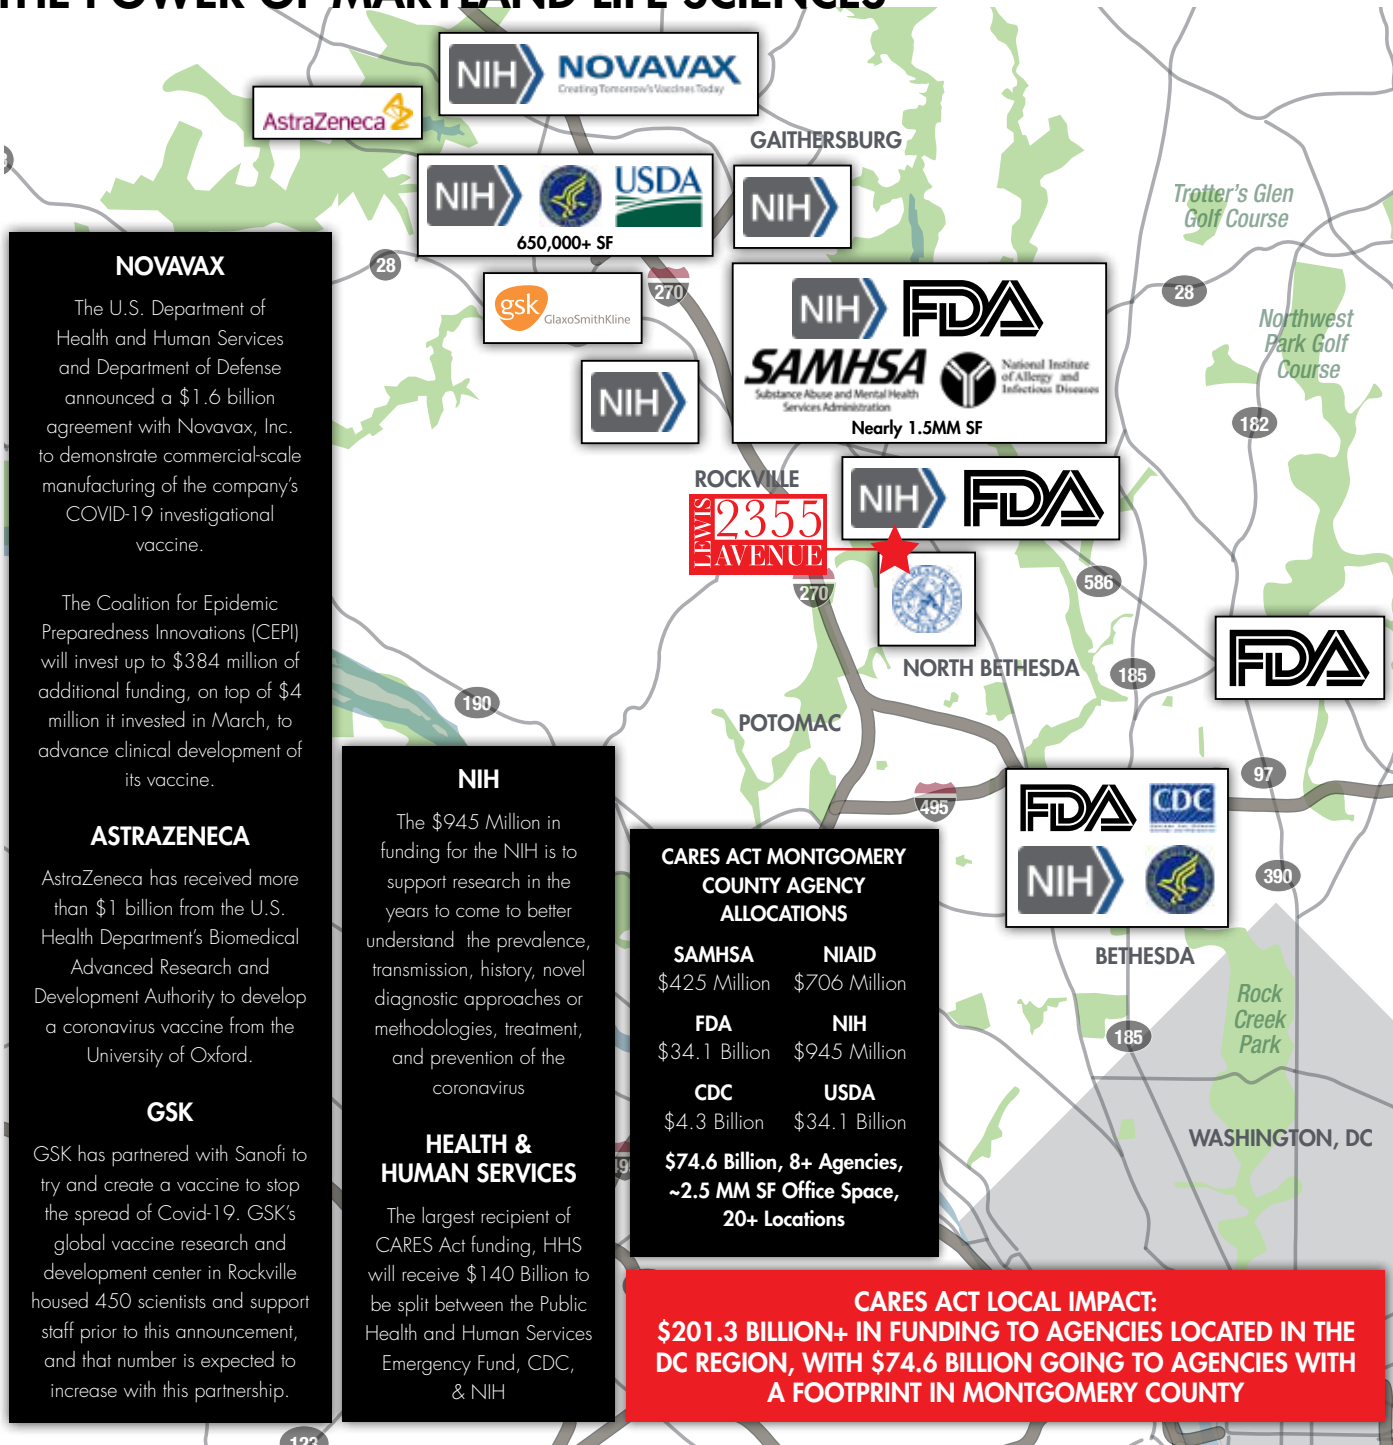 THE POWER OF MARYLAND LIFE SCIENCES
NIH
NOVAVAX
Creating Tomorrow's Vaccines Today
AstraZeneca
GAITHERSBURG
NIH
USDA
650,000+ SF
NIH
Trotter's Glen
Golf Course
28
270
28
gsk
GlaxoSmithKline
NIH
FDA
SAMHSA
Substance Abuse and Mental Health
Services Administration
National Institute
of Allergy and
Infectious Diseases
Nearly 1.5MM SF
Northwest
Park Golf
Course
182
NIH
ROCKVILLE
LEWIS
2355
AVENUE
NIH
FDA
270
586
NORTH BETHESDA
185
FDA
190
POTOMAC
495
97
FDA
CDC
NIH
390
BETHESDA
Rock
Creek
Park
185
WASHINGTON, DC
NOVAVAX
The U.S. Department of
Health and Human Services
and Department of Defense
announced a $1.6 billion
agreement with Novavax, Inc.
to demonstrate commercial-scale
manufacturing of the company's
COVID-19 investigational
vaccine.
The Coalition for Epidemic
Preparedness Innovations (CEPI)
will invest up to $384 million of
additional funding, on top of $4
million it invested in March, to
advance clinical development of
its vaccine.
ASTRAZENECA
AstraZeneca has received more
than $1 billion from the U.S.
Health Department's Biomedical
Advanced Research and
Development Authority to develop
a coronavirus vaccine from the
University of Oxford.
GSK
GSK has partnered with Sanofi to
try and create a vaccine to stop
the spread of Covid-19. GSK's
global vaccine research and
development center in Rockville
housed 450 scientists and support
staff prior to this announcement,
and that number is expected to
increase with this partnership.
NIH
The $945 Million in
funding for the NIH is to
support research in the
years to come to better
understand the prevalence,
transmission, history, novel
diagnostic approaches or
methodologies, treatment,
and prevention of the
coronavirus
HEALTH &
HUMAN SERVICES
The largest recipient of
CARES Act funding, HHS
will receive $140 Billion to
be split between the Public
Health and Human Services
Emergency Fund, CDC,
& NIH
CARES ACT MONTGOMERY
COUNTY AGENCY
ALLOCATIONS
SAMHSA NIAID
$425 Million $706 Million
FDA NIH
$34.1 Billion $945 Million
CDC USDA
$4.3 Billion $34.1 Billion
$74.6 Billion, 8+ Agencies,
~2.5 MM SF Office Space,
20+ Locations
CARES ACT LOCAL IMPACT:
$201.3 BILLION+ IN FUNDING TO AGENCIES LOCATED IN THE
DC REGION, WITH $74.6 BILLION GOING TO AGENCIES WITH
A FOOTPRINT IN MONTGOMERY COUNTY
123